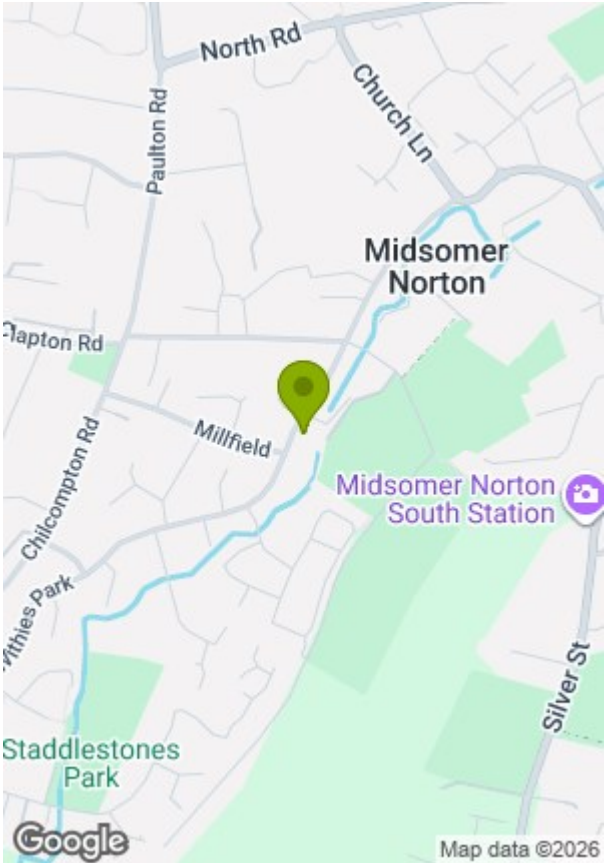 North Rd
Church Ln
Paulton Rd
Midsomer
Norton
Clapton Rd
Millfield
Chilcompton Rd
Midsomer Norton
South Station
Withies Park
Silver St
Staddlestones
Park
Google
Map data ©2026